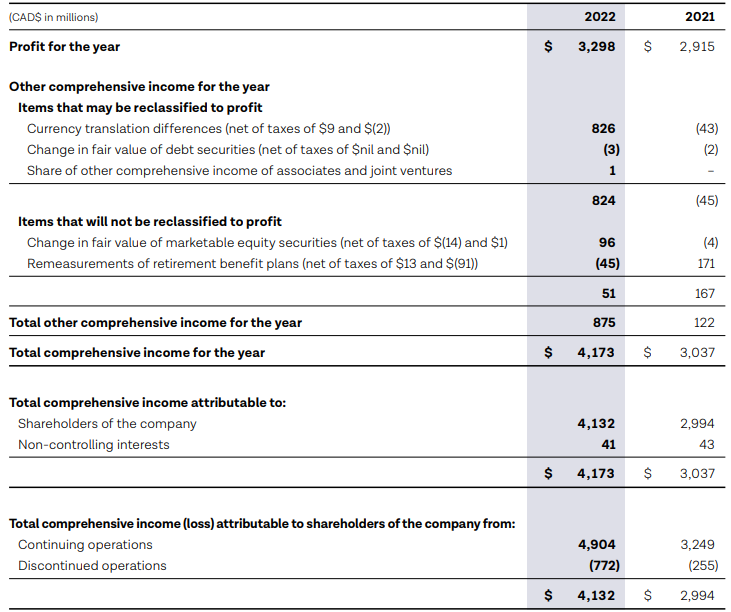 (CAD$ in millions) 2022 2021
Profit for the year $ 3,298 $ 2,915
Other comprehensive income for the year
Items that may be reclassified to profit
Currency translation differences (net of taxes of $9 and $(2)) 826 (43)
Change in fair value of debt securities (net of taxes of $nil and $nil) (3) (2)
Share of other comprehensive income of associates and joint ventures 1 –
824 (45)
Items that will not be reclassified to profit
Change in fair value of marketable equity securities (net of taxes of $(14) and $1) 96 (4)
Remeasurements of retirement benefit plans (net of taxes of $13 and $(91)) (45) 171
51 167
Total other comprehensive income for the year 875 122
Total comprehensive income for the year $ 4,173 $ 3,037
Total comprehensive income attributable to:
Shareholders of the company 4,132 2,994
Non-controlling interests 41 43
$ 4,173 $ 3,037
Total comprehensive income (loss) attributable to shareholders of the company from:
Continuing operations 4,904 3,249
Discontinued operations (772) (255)
$ 4,132 $ 2,994